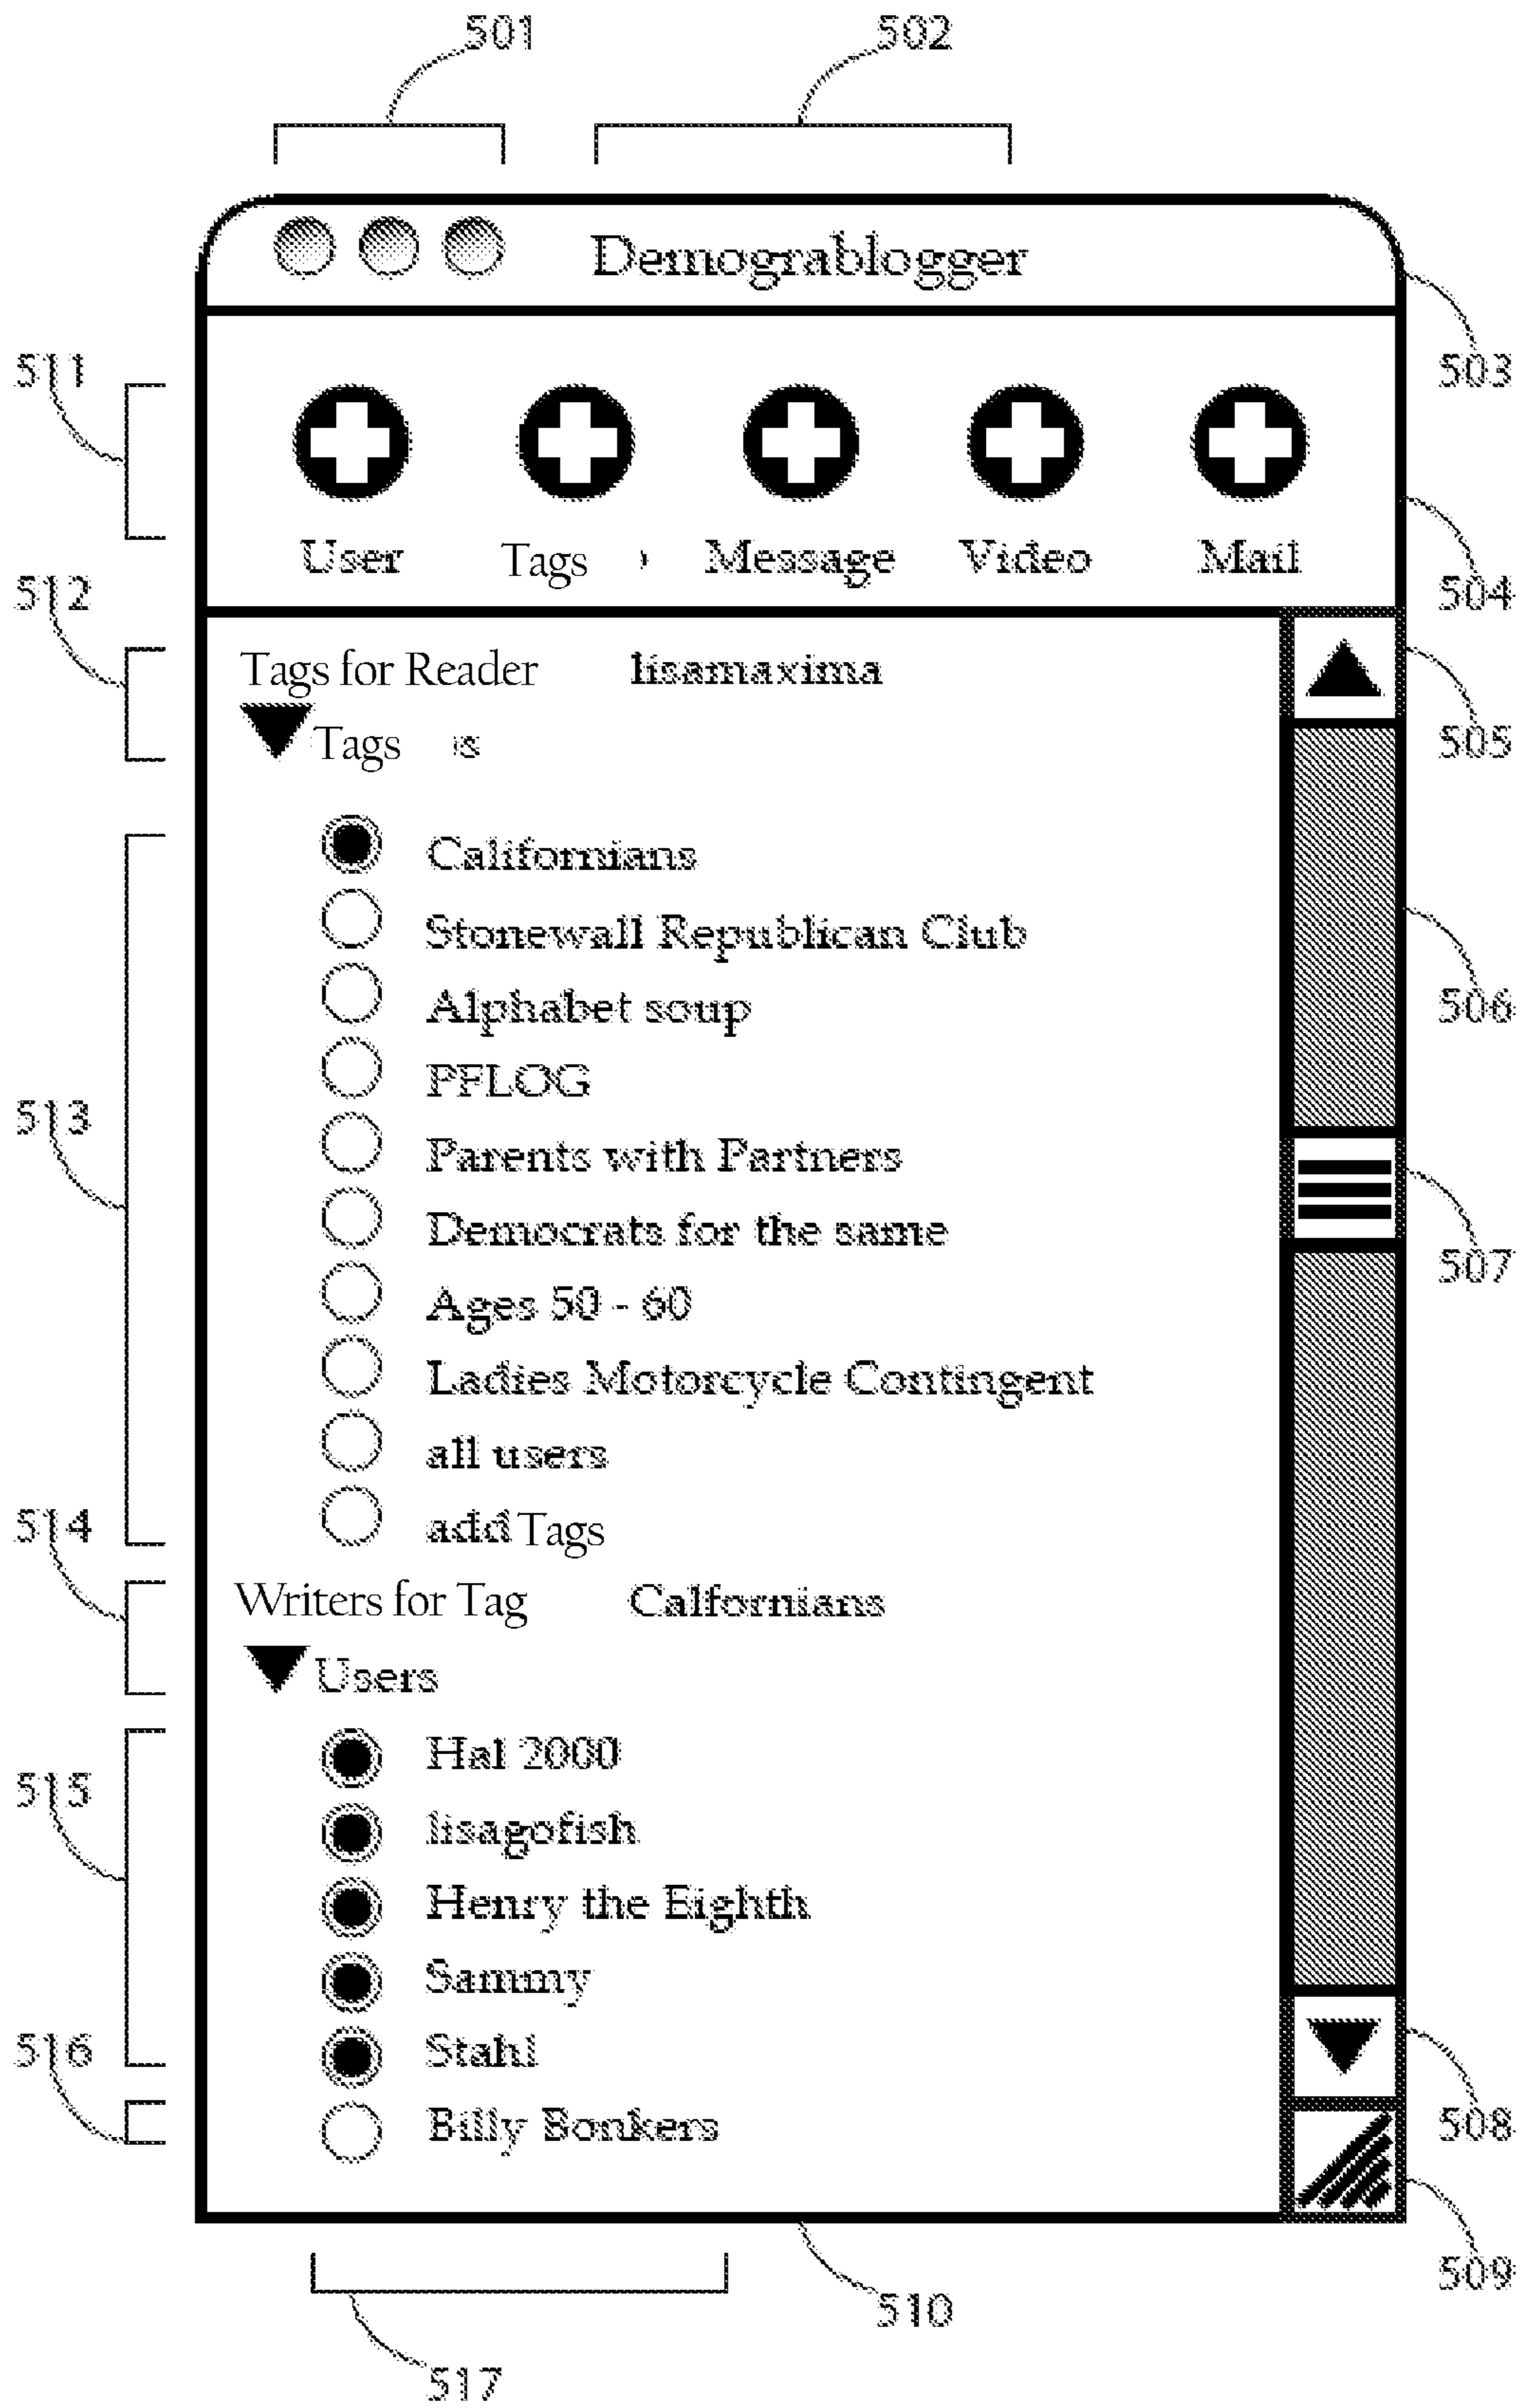 501 502
Demograblogger
503
511
User Tags Message Video Mail
504
512
Tags for Reader lisamaxima
Tags s
505
Californians
Stonewall Republican Club
Alphabet soup
506
PFLOG
513
Parents with Partners
Democrats for the same
507
Ages 50 - 60
Ladies Motorcycle Contingent
all users
514
add Tags
Writers for Tag Calfornians
Users
Hal 2000
515
lisagofish
Henry the Eighth
Sammy
516
Stahl
Billy Bonkers
508
509
510
517